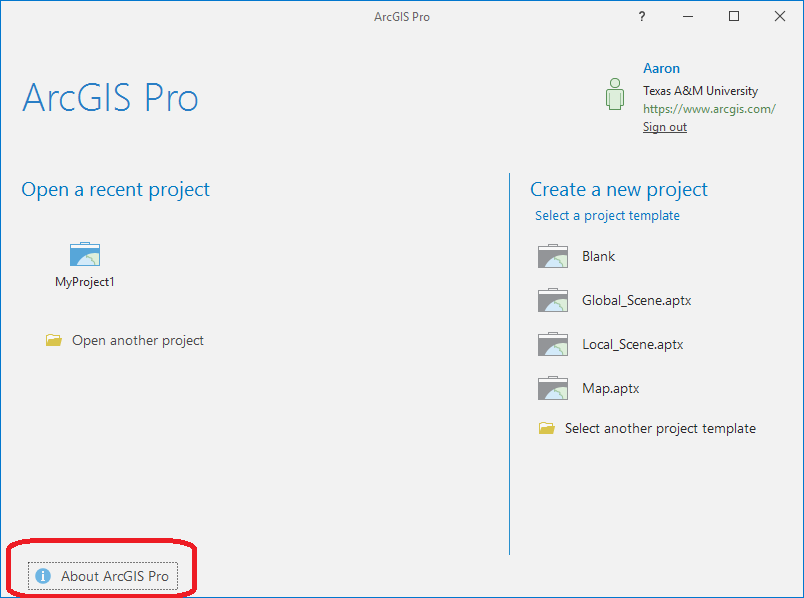 ArcGIS Pro
?
ArcGIS Pro
Aaron
Texas A&M University
https://www.arcgis.com/
Sign out
Open a recent project
MyProject1
Open another project
Create a new project
Select a project template
Blank
Global_Scene.aptx
Local_Scene.aptx
Map.aptx
Select another project template
About ArcGIS Pro